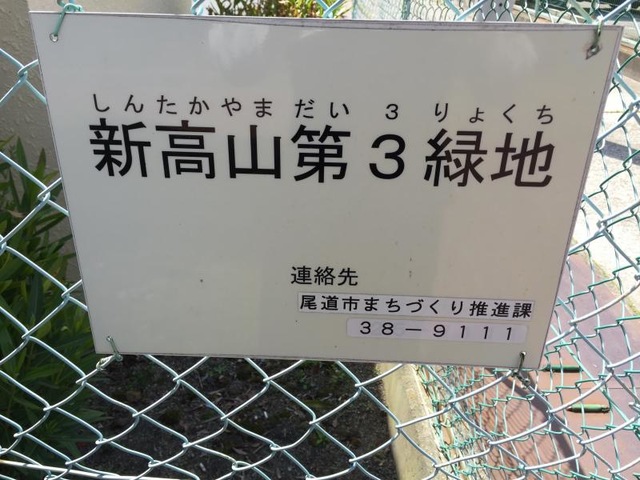 しんたかやまだい３りょくち
新高山第３緑地
連絡先
尾道市まちづくり推進課
３８－９１１１